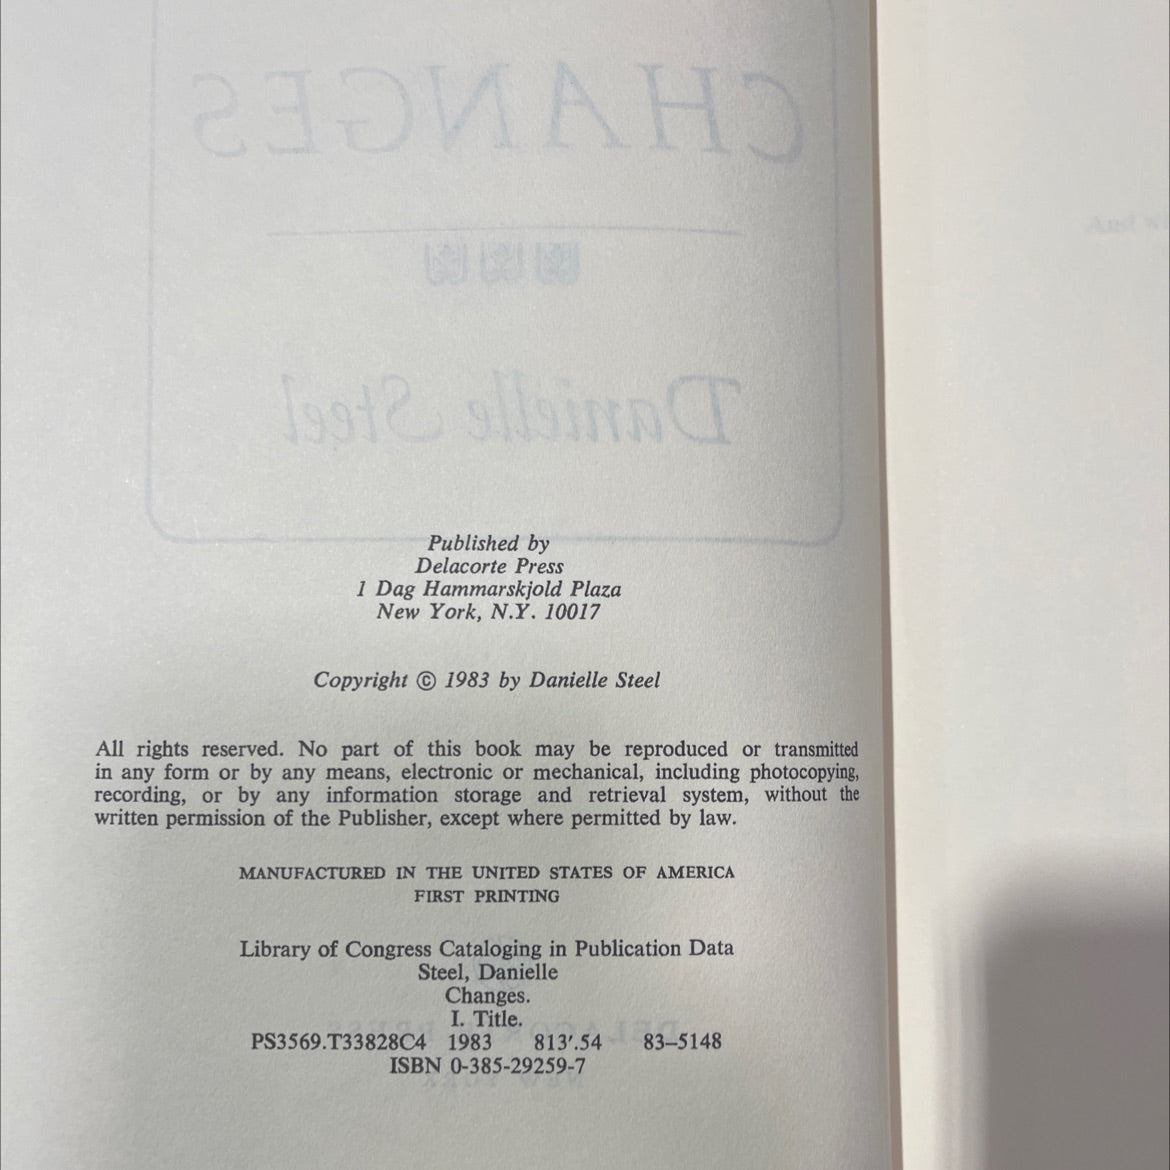 CHANGES
Danielle Steel
Published by
Delacorte Press
1 Dag Hammarskjold Plaza
New York, N.Y. 10017
Copyright © 1983 by Danielle Steel
All rights reserved. No part of this book may be reproduced or transmitted
in any form or by any means, electronic or mechanical, including photocopying,
recording, or by any information storage and retrieval system, without the
written permission of the Publisher, except where permitted by law.
MANUFACTURED IN THE UNITED STATES OF AMERICA
FIRST PRINTING
Library of Congress Cataloging in Publication Data
Steel, Danielle
Changes.
I. Title.
PS3569.T33828C4 1983 813′.54 83–5148
ISBN 0-385-29259-7